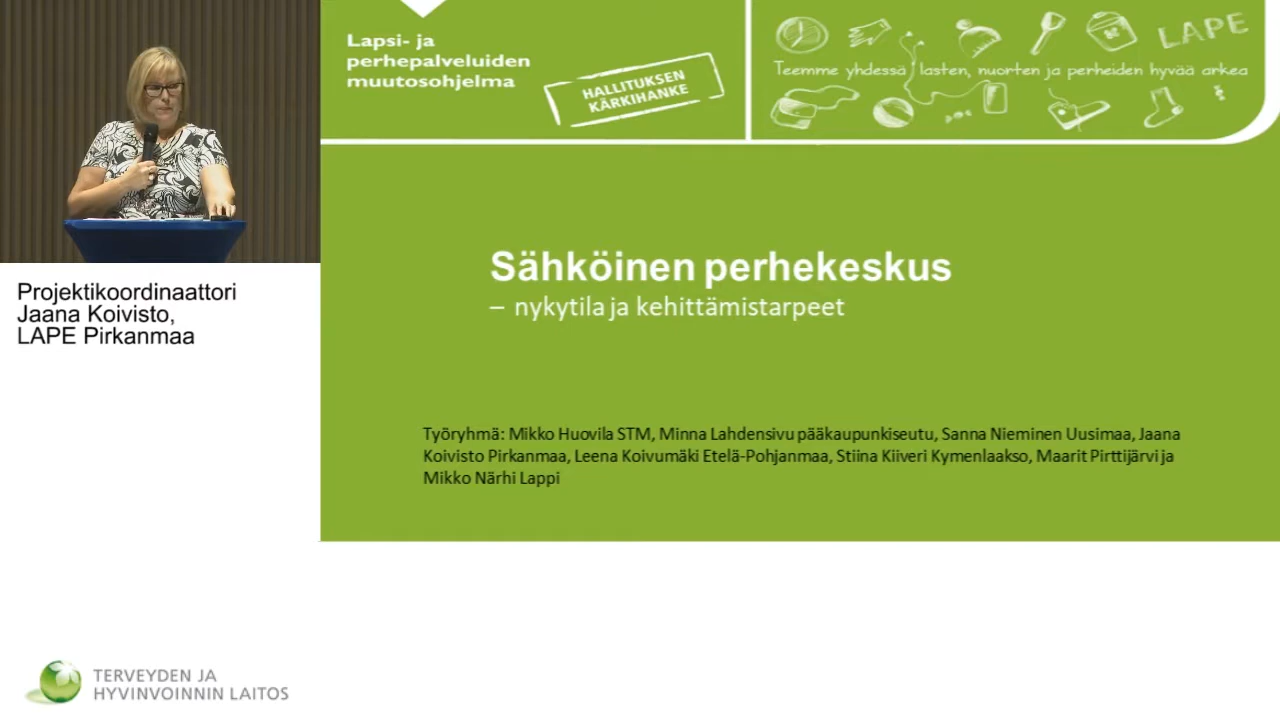 Lapsi- ja
perhepalveluiden
muutosohjelma
HALLITUKSEN
KÄRKIHANKE
LAPE
Teemme yhdessä lasten, nuorten ja perheiden hyvää arkea
Sähköinen perhekeskus
– nykytila ja kehittämistarpeet
Työryhmä: Mikko Huovila STM, Minna Lahdensivu pääkaupunkiseutu, Sanna Nieminen Uusimaa, Jaana
Koivisto Pirkanmaa, Leena Koivumäki Etelä-Pohjanmaa, Stiina Kiiveri Kymenlaakso, Maarit Pirttijärvi ja
Mikko Närhi Lappi
Projektikoordinaattori
Jaana Koivisto,
LAPE Pirkanmaa
TERVEYDEN JA
HYVINVOINNIN LAITOS